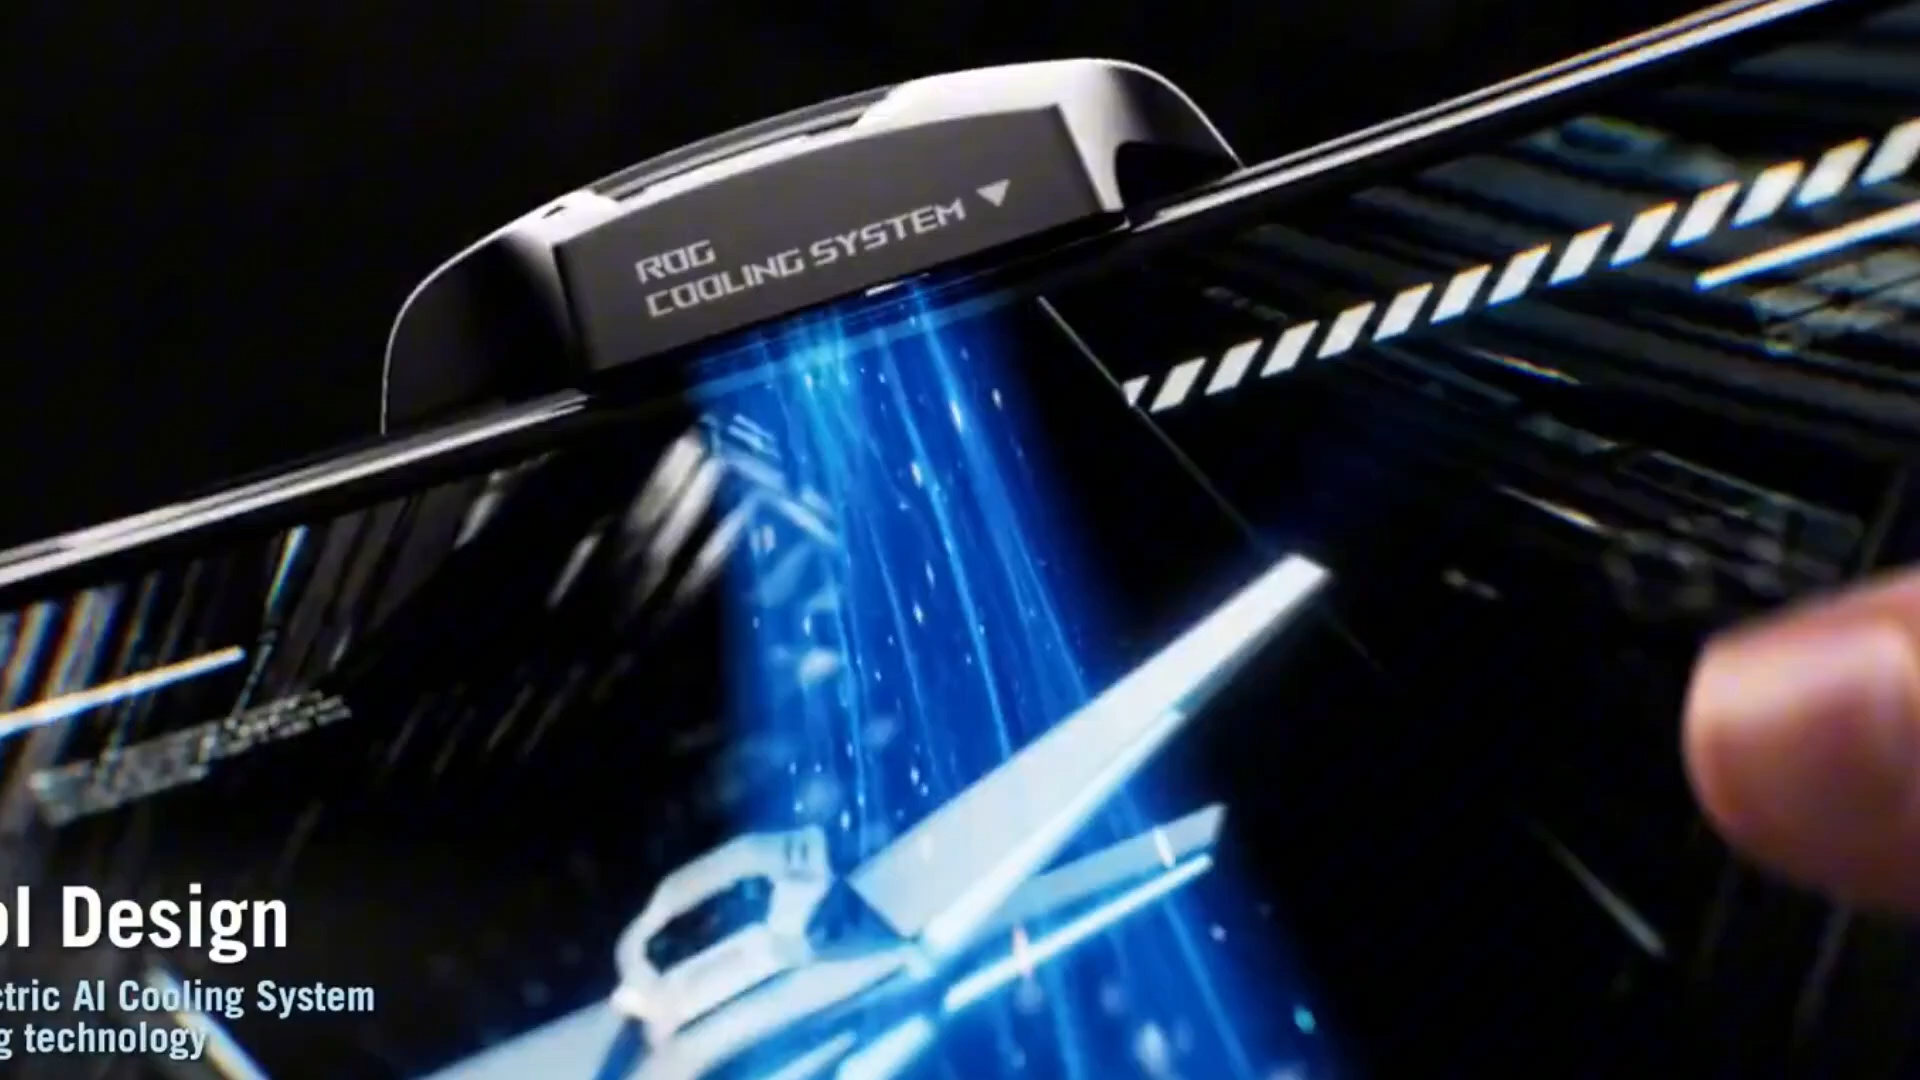 ROG
COOLING SYSTEM
ol Design
ctric AI Cooling System
g technology